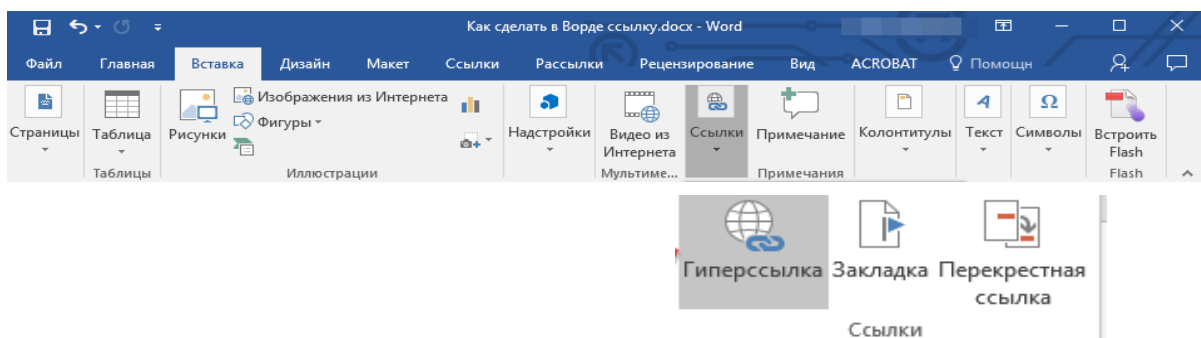 Как сделать в Ворде ссылку.docx - Word
Файл Главная Вставка Дизайн Макет Ссылки Рассылки Рецензирование Вид ACROBAT Помощн
Изображения из Интернета
Фигуры
Страницы Таблица Рисунки Надстройки Видео из Интернета Ссылки Примечание Колонтитулы Текст Символы Встроить Flash
Таблицы Иллюстрации Мультиме... Примечания Flash
Гиперссылка Закладка Перекрестная
ссылка
Ссылки